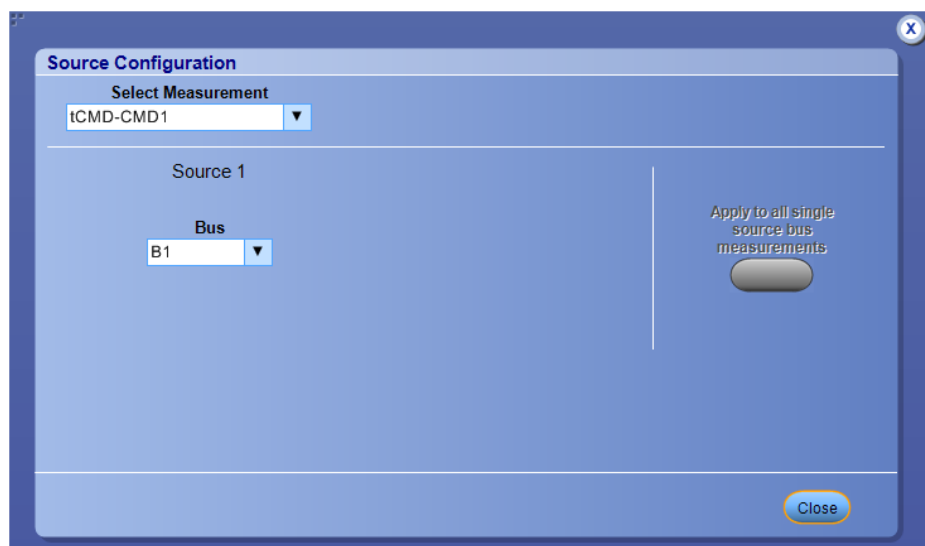 X
Source Configuration
Select Measurement
tCMD-CMD1
Source 1
Bus
B1
Apply to all single
source bus
measurements
Close